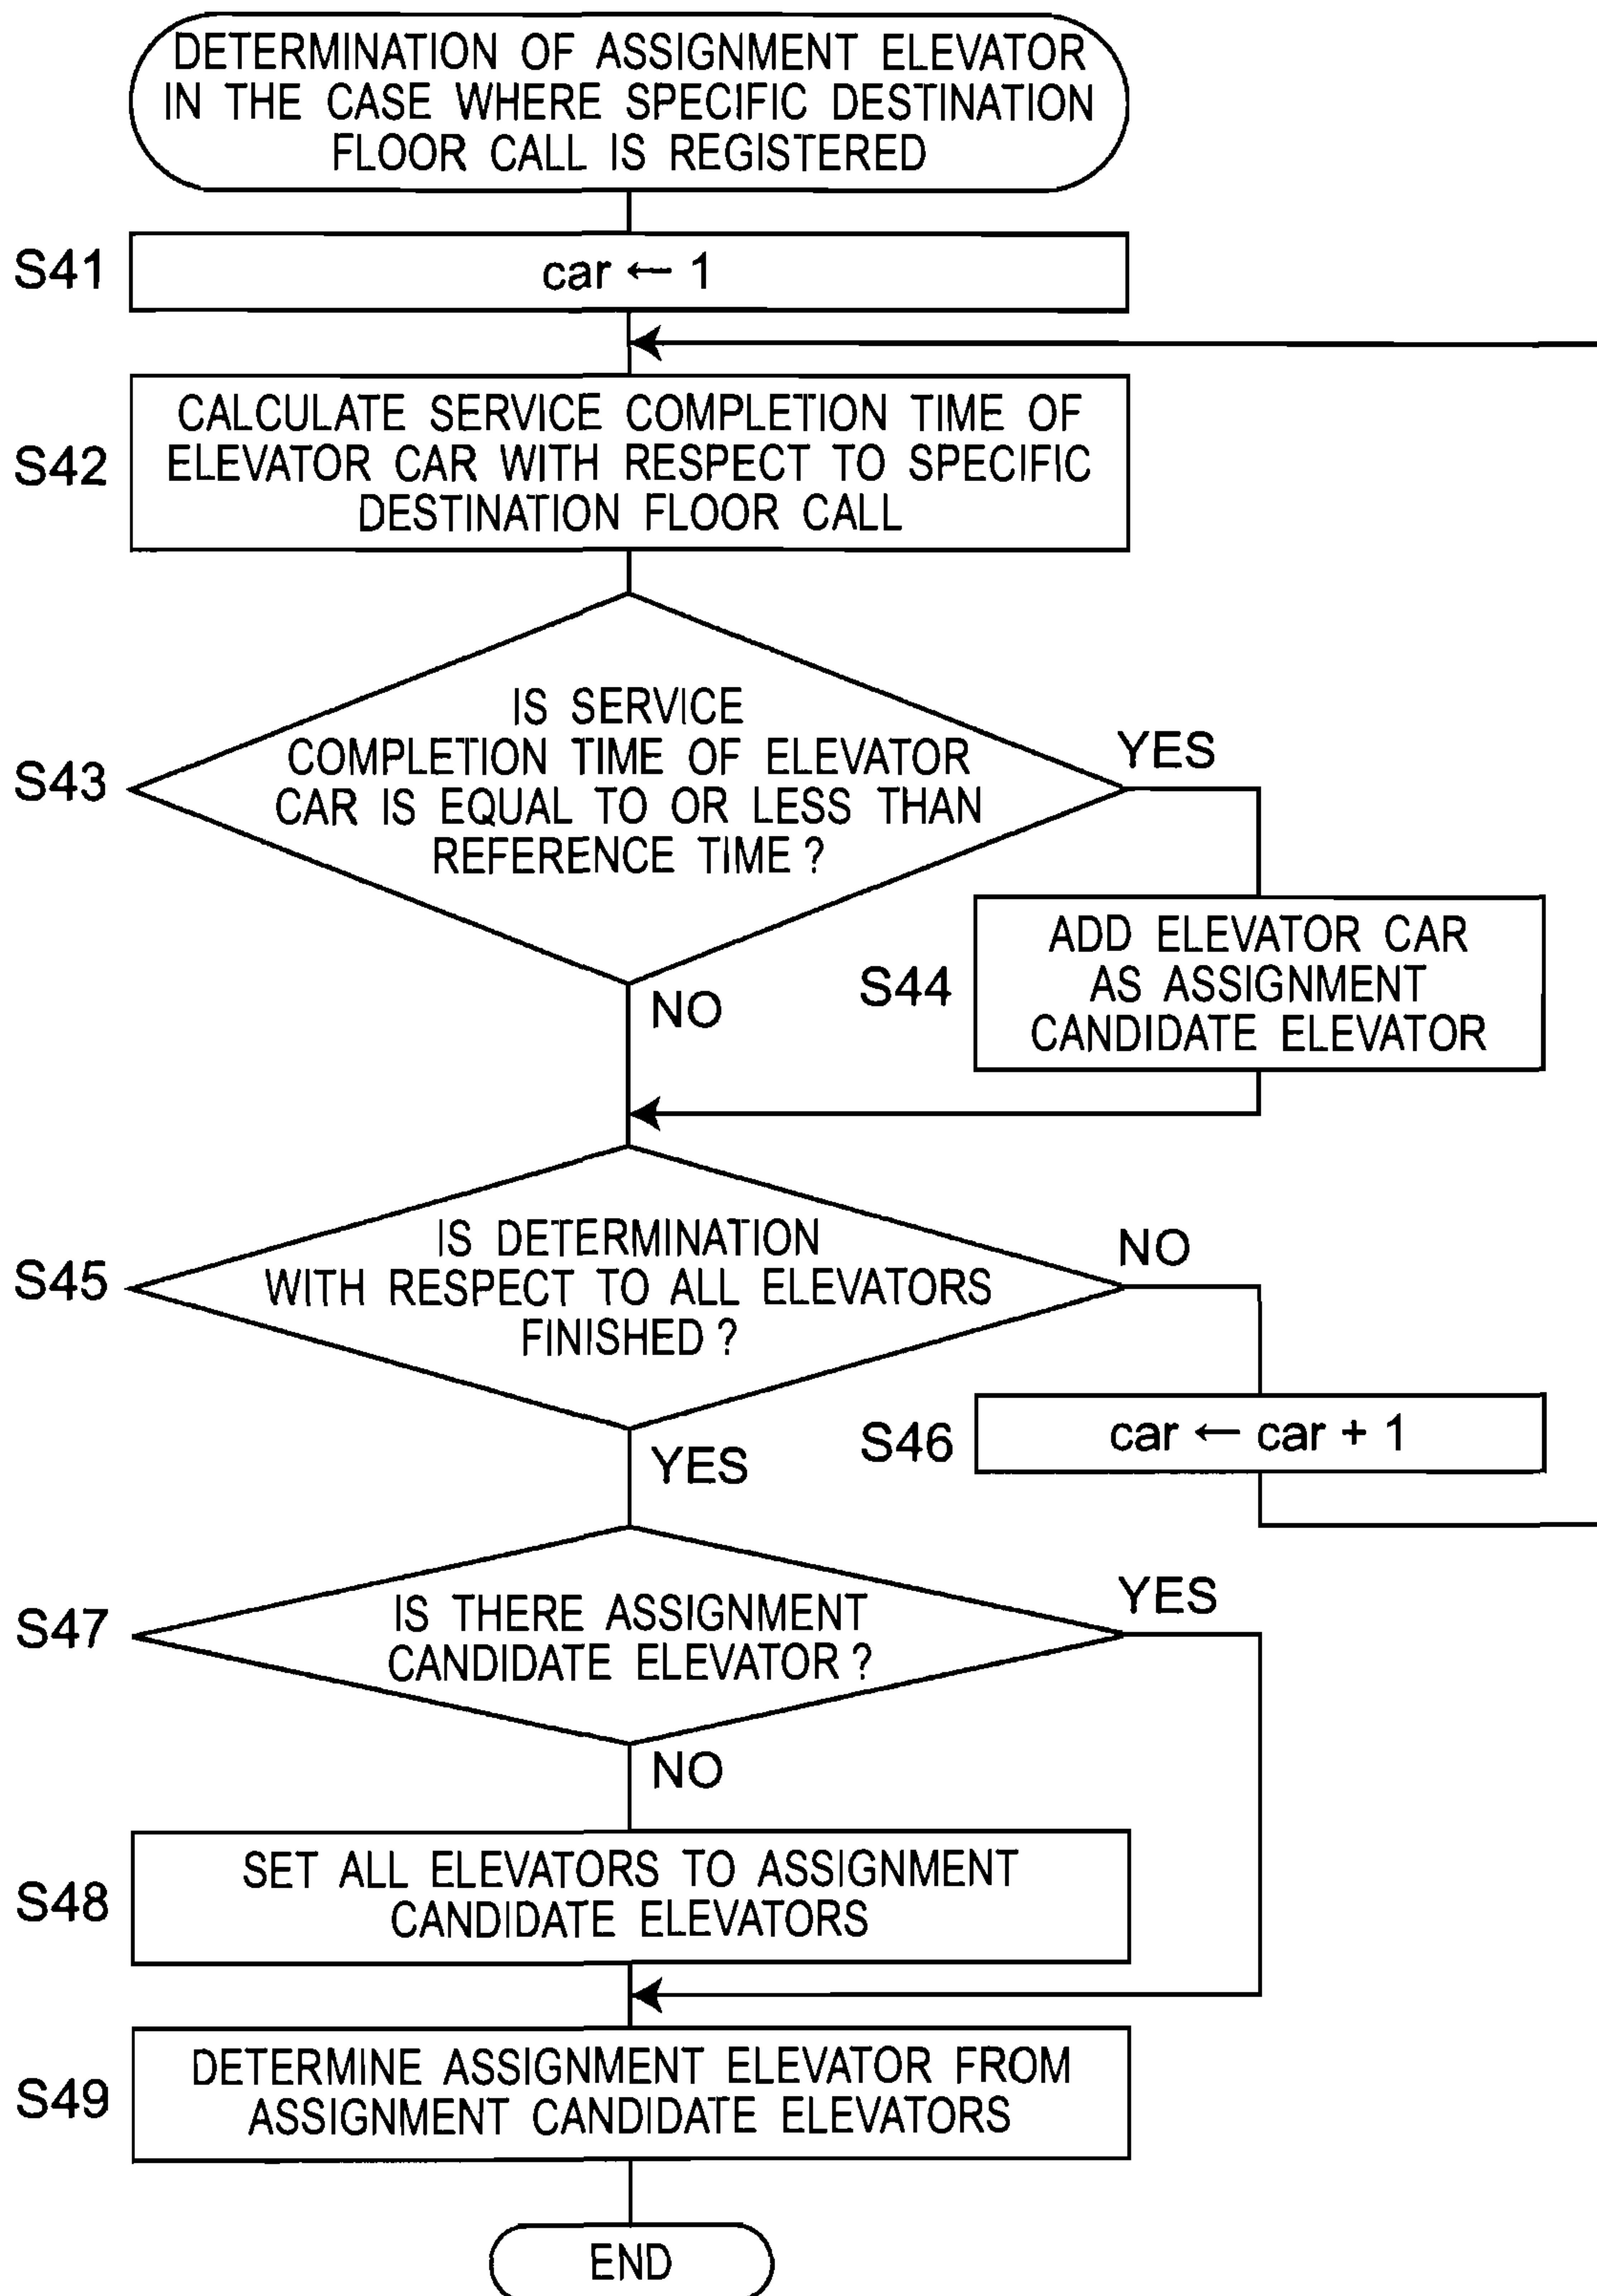 DETERMINATION OF ASSIGNMENT ELEVATOR
IN THE CASE WHERE SPECIFIC DESTINATION
FLOOR CALL IS REGISTERED
S41
car ← 1
S42
CALCULATE SERVICE COMPLETION TIME OF
ELEVATOR CAR WITH RESPECT TO SPECIFIC
DESTINATION FLOOR CALL
S43
IS SERVICE
COMPLETION TIME OF ELEVATOR
CAR IS EQUAL TO OR LESS THAN
REFERENCE TIME ?
YES
NO
S44
ADD ELEVATOR CAR
AS ASSIGNMENT
CANDIDATE ELEVATOR
S45
IS DETERMINATION
WITH RESPECT TO ALL ELEVATORS
FINISHED ?
NO
YES
S46
car ← car + 1
S47
IS THERE ASSIGNMENT
CANDIDATE ELEVATOR ?
YES
NO
S48
SET ALL ELEVATORS TO ASSIGNMENT
CANDIDATE ELEVATORS
S49
DETERMINE ASSIGNMENT ELEVATOR FROM
ASSIGNMENT CANDIDATE ELEVATORS
END